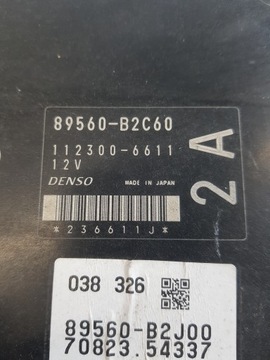 89560-B2C60
112300-6611
12V
DENSO MADE IN JAPAN
*236611J*
2A
038 326
89560-B2J00
70823.54337